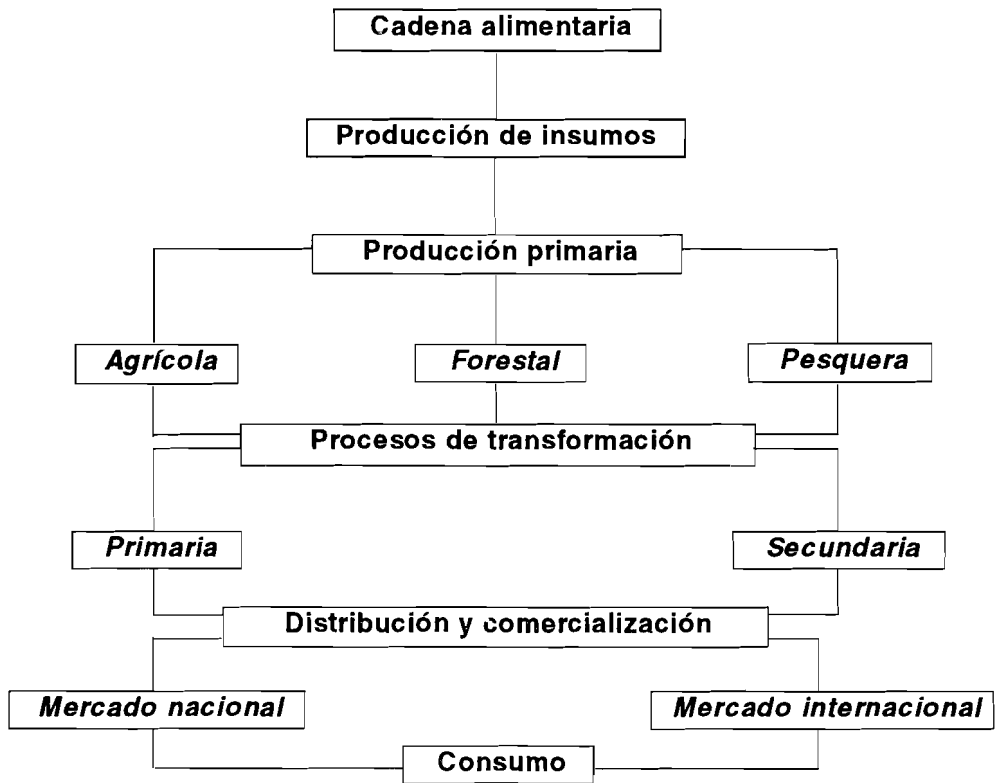 Cadena alimentaria
Producción de insumos
Producción primaria
Agrícola
Forestal
Pesquera
Procesos de transformación
Primaria
Secundaria
Distribución y comercialización
Mercado nacional
Mercado internacional
Consumo